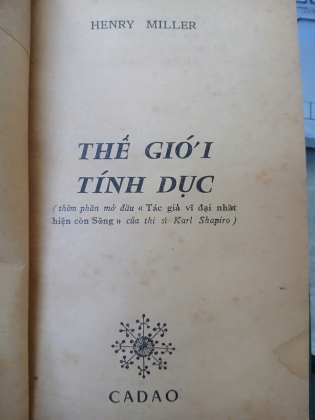 HENRY MILLER
THẾ GIỚI
TÍNH DỤC
( thêm phần mở đầu « Tác giả vĩ đại nhất
hiện còn Sống » của thi sĩ Karl Shapiro )
CADAO